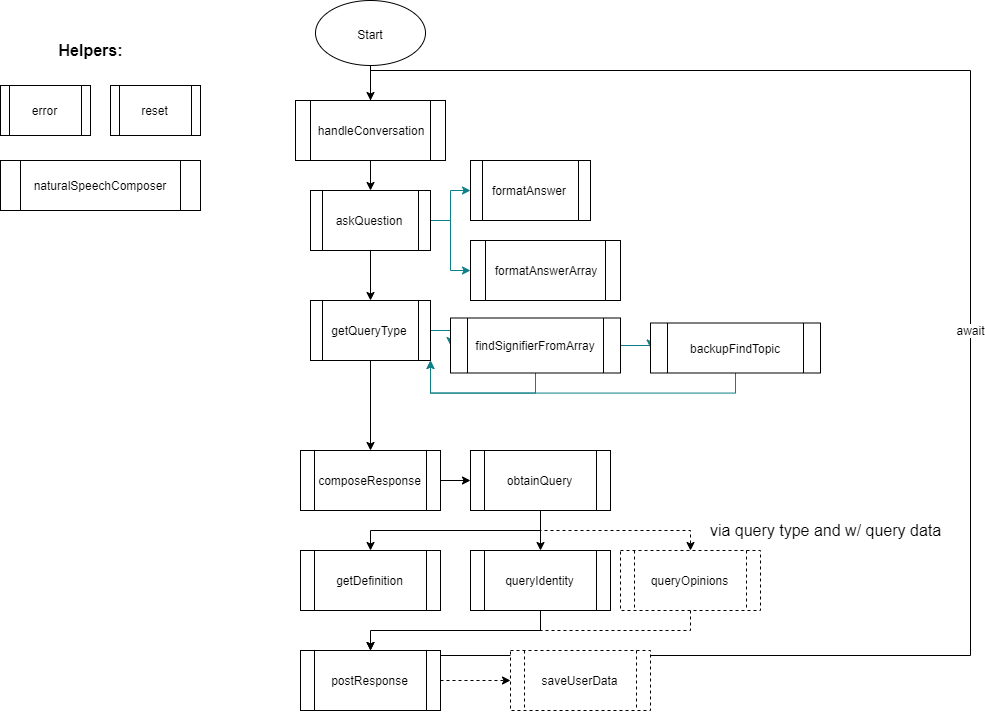 Start
Helpers:
error
reset
handleConversation
naturalSpeechComposer
formatAnswer
askQuestion
formatAnswerArray
getQueryType
findSignifierFromArray
backupFindTopic
await
composeResponse
obtainQuery
via query type and w/ query data
getDefinition
queryIdentity
queryOpinions
postResponse
saveUserData